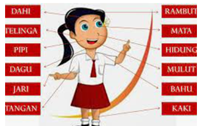 DAHI
TELINGA
PIPI
DAGU
JARI
TANGAN
RAMBUT
MATA
HIDUNG
MULUT
BAHU
KAKI